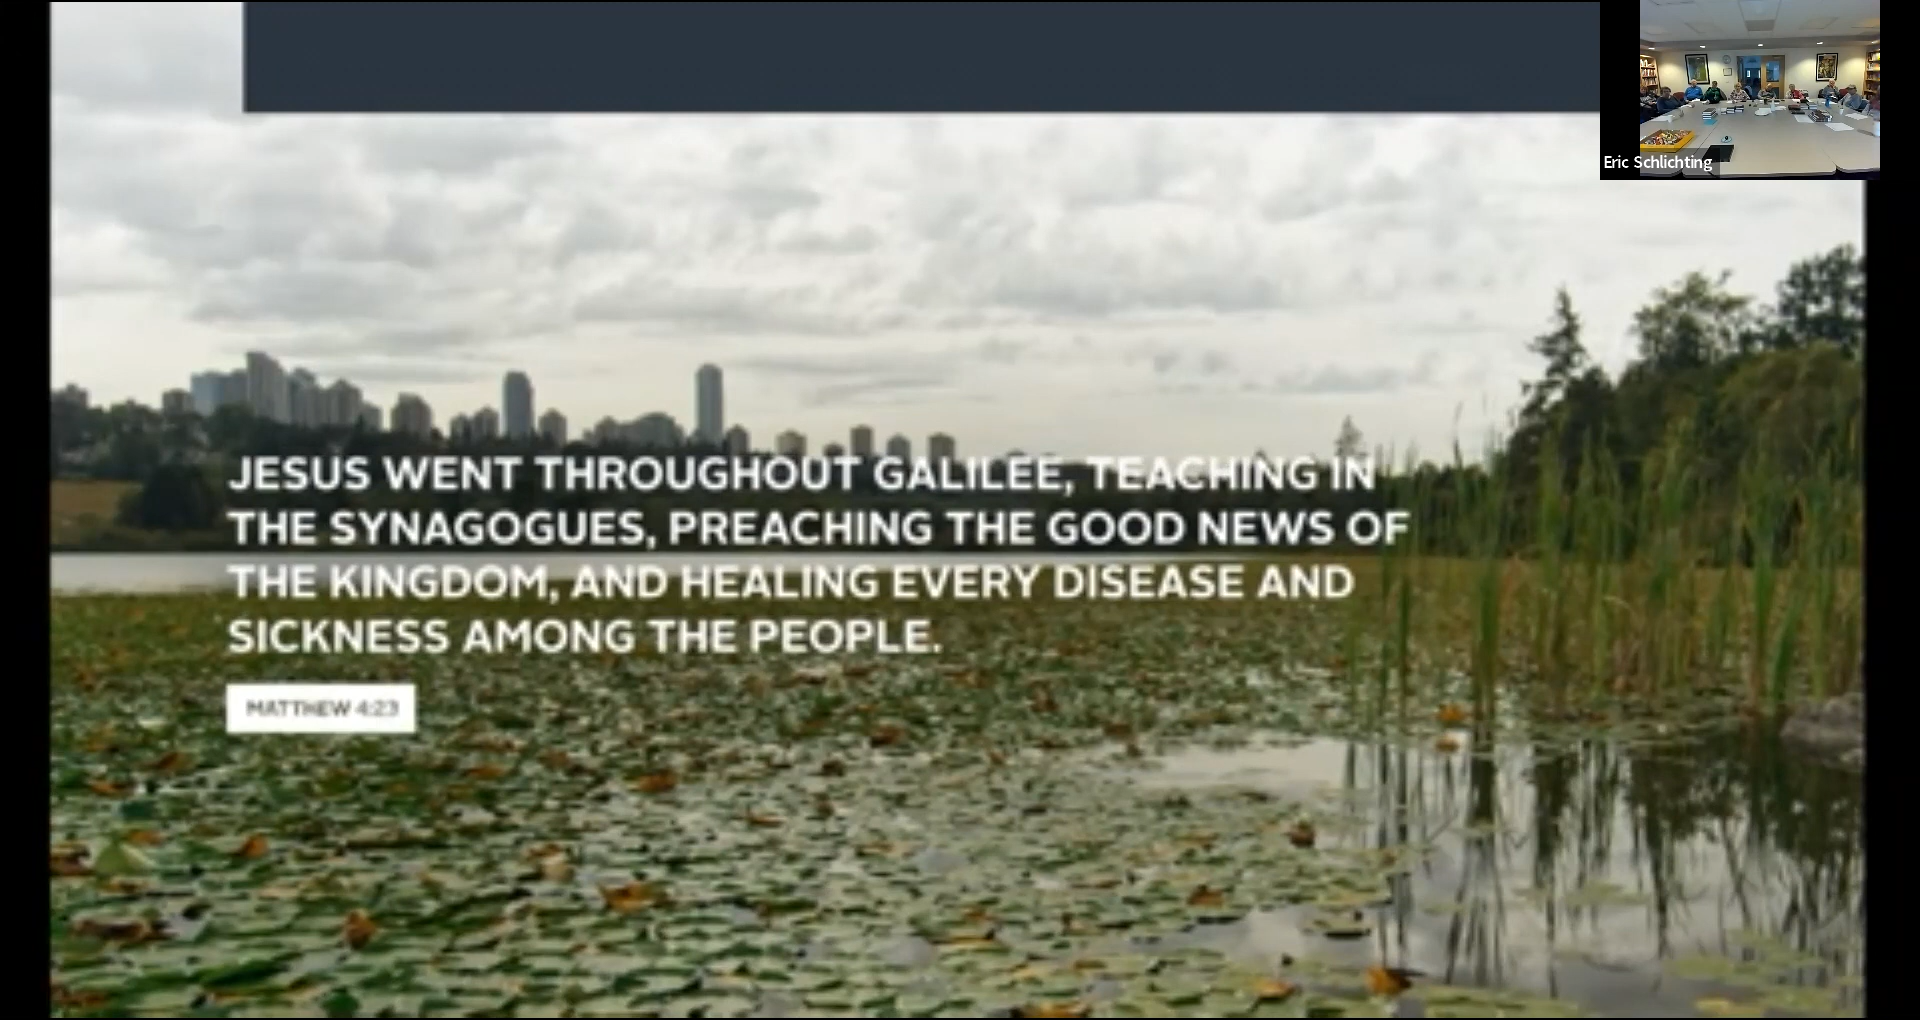 Eric Schlichting
JESUS WENT THROUGHOUT GALILEE, TEACHING IN
THE SYNAGOGUES, PREACHING THE GOOD NEWS OF
THE KINGDOM, AND HEALING EVERY DISEASE AND
SICKNESS AMONG THE PEOPLE.
MATTHEW 4:23